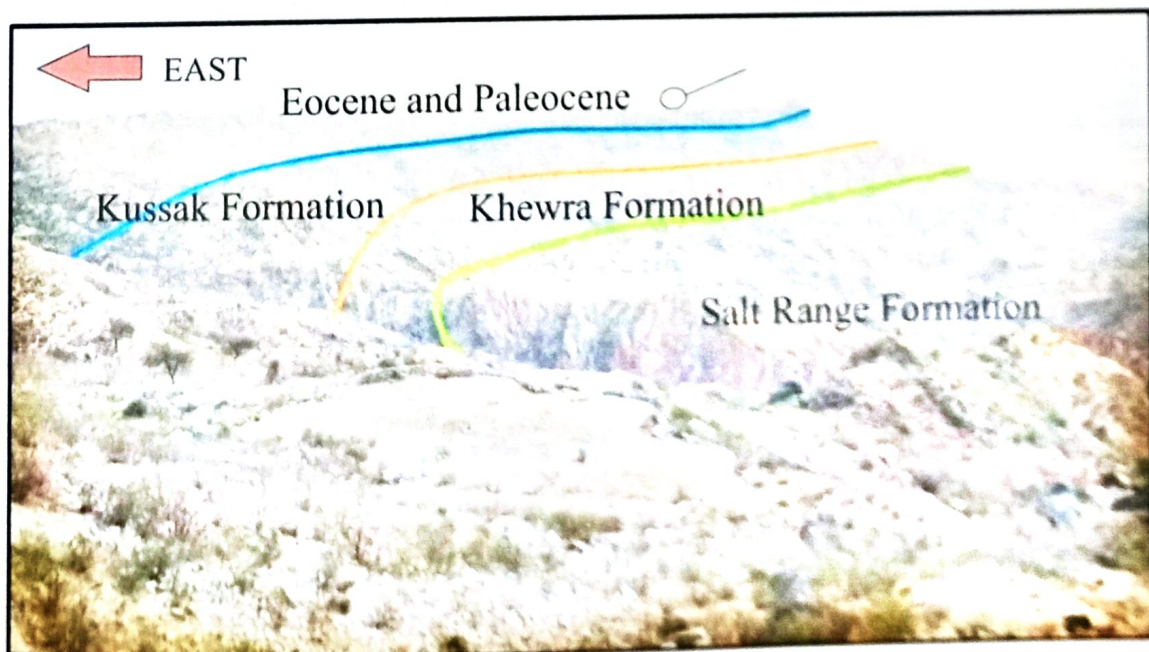 EAST
Eocene and Paleocene
Kussak Formation
Khewra Formation
Salt Range Formation